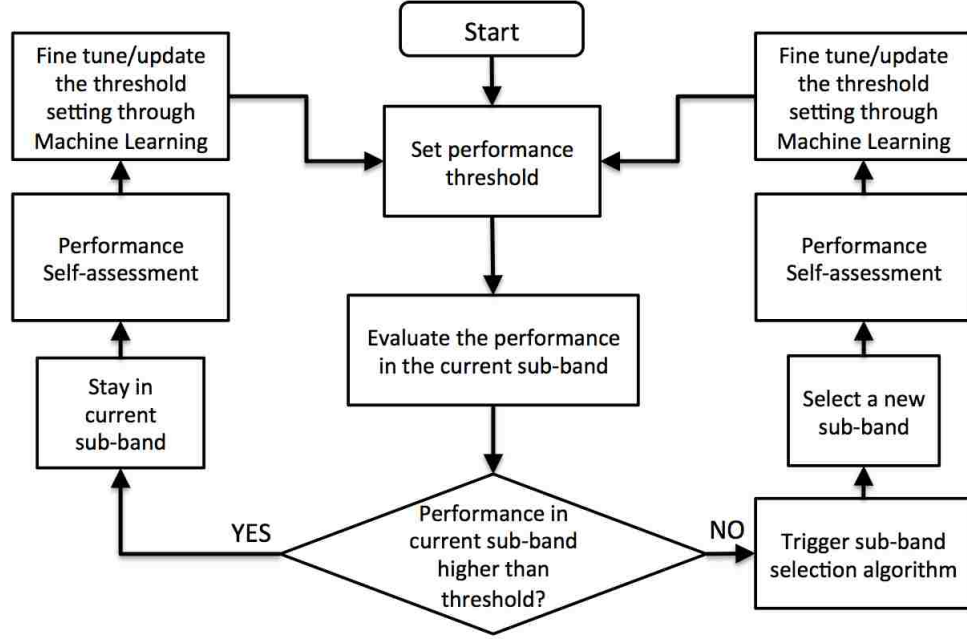 Start
Fine tune/update
the threshold
setting through
Machine Learning
Set performance
threshold
Fine tune/update
the threshold
setting through
Machine Learning
Performance
Self-assessment
Performance
Self-assessment
Evaluate the performance
in the current sub-band
Stay in
current
sub-band
Select a new
sub-band
YES
Performance in
current sub-band
higher than
threshold?
NO
Trigger sub-band
selection algorithm